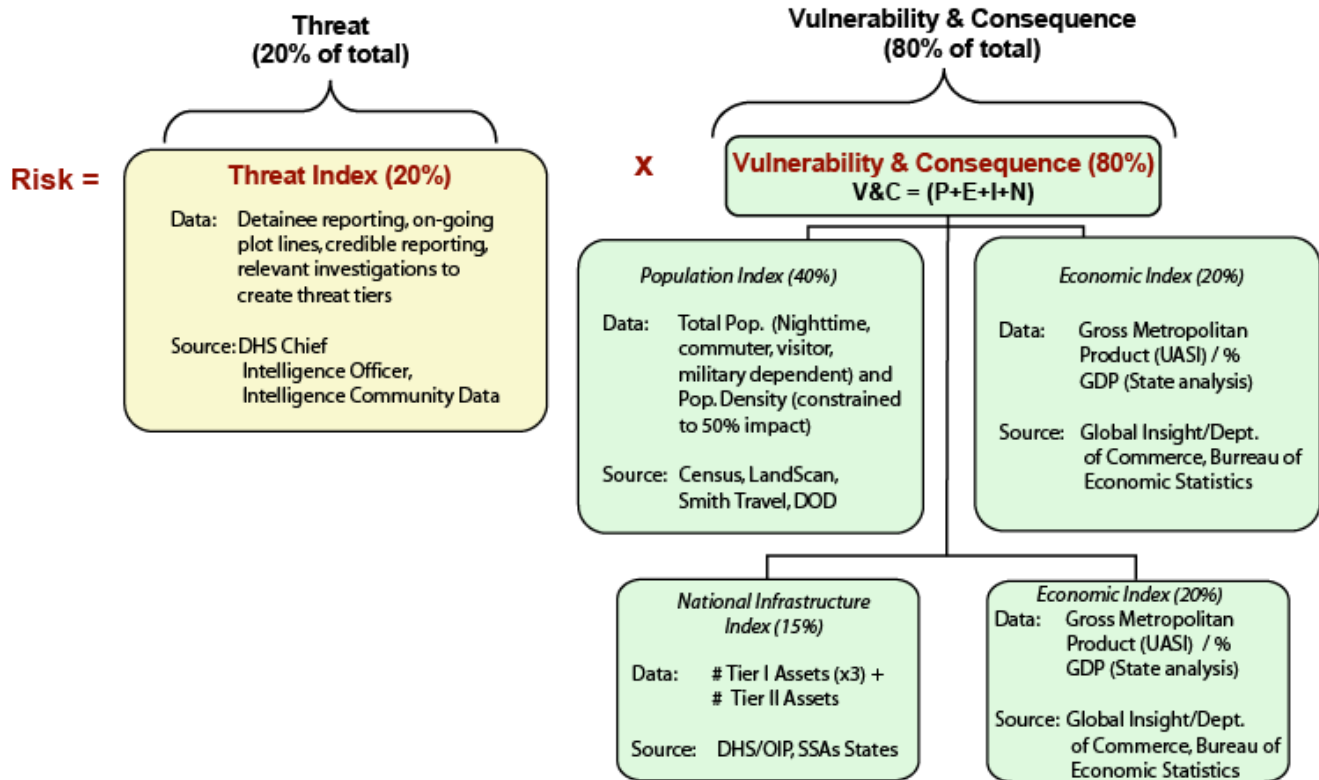 Threat
(20% of total)
Vulnerability & Consequence
(80% of total)
Risk =
Threat Index (20%)
Data: Detainee reporting, on-going
plot lines, credible reporting,
relevant investigations to
create threat tiers
Source: DHS Chief
Intelligence Officer,
Intelligence Community Data
x
Vulnerability & Consequence (80%)
V&C = (P+E+I+N)
Population Index (40%)
Data: Total Pop. (Nighttime,
commuter, visitor,
military dependent) and
Pop. Density (constrained
to 50% impact)
Source: Census, LandScan,
Smith Travel, DOD
Economic Index (20%)
Data: Gross Metropolitan
Product (UASI) / %
GDP (State analysis)
Source: Global Insight/Dept.
of Commerce, Burreau of
Economic Statistics
National Infrastructure
Index (15%)
Data: # Tier I Assets (x3) +
# Tier II Assets
Source: DHS/OIP, SSAs States
Economic Index (20%)
Data: Gross Metropolitan
Product (UASI) / %
GDP (State analysis)
Source: Global Insight/Dept.
of Commerce, Bureau of
Economic Statistics